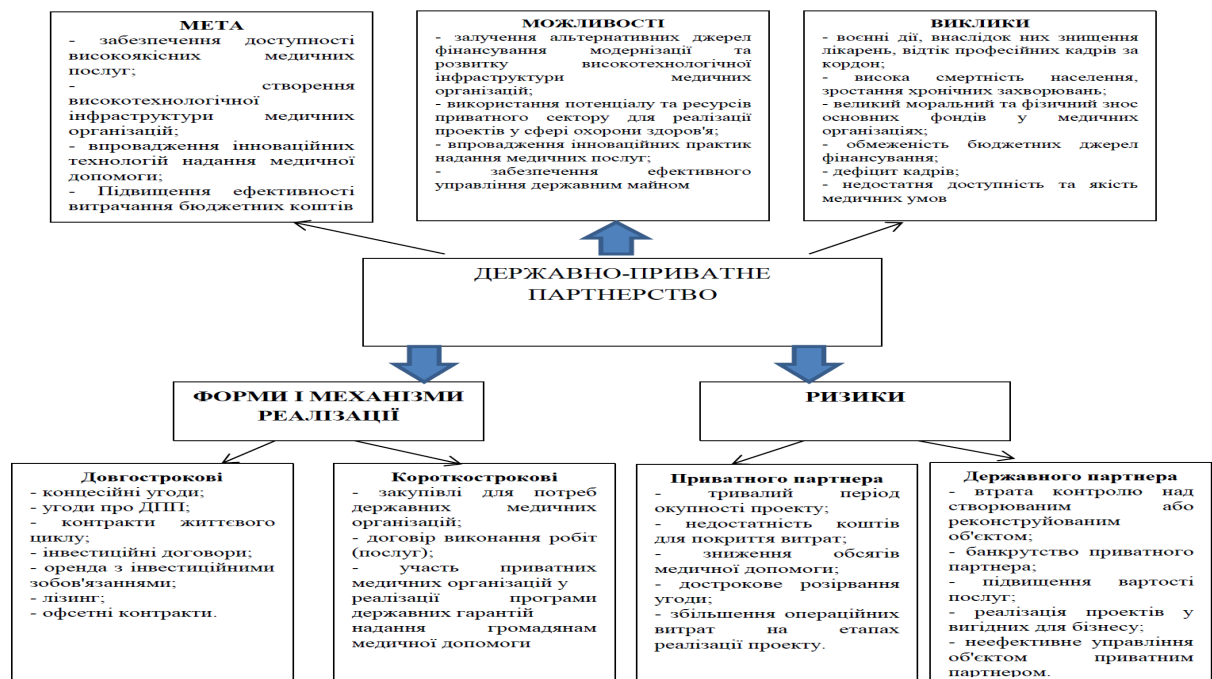 МЕТА
- забезпечення доступності
високоякісних медичних
послуг;
- створення
високотехнологічної
інфраструктури медичних
організацій;
- впровадження інноваційних
технологій надання медичної
допомоги;
- Підвищення ефективності
витрачання бюджетних коштів
МОЖЛИВОСТІ
- залучення альтернативних джерел
фінансування модернізації та
розвитку високотехнологічної
інфраструктури медичних
організацій;
- використання потенціалу та ресурсів
приватного сектору для реалізації
проектів у сфері охорони здоров'я;
- впровадження інноваційних практик
надання медичних послуг;
- забезпечення ефективного
управління державним майном
ВИКЛИКИ
- воєнні дії, внаслідок них знищення
лікарень, відтік професійних кадрів за
кордон;
- висока смертність населення,
зростання хронічних захворювань;
- великий моральний та фізичний знос
основних фондів у медичних
організаціях;
- обмеженість бюджетних джерел
фінансування;
- дефіцит кадрів;
- недостатня доступність та якість
медичних умов
ДЕРЖАВНО-ПРИВАТНЕ
ПАРТНЕРСТВО
ФОРМИ І МЕХАНІЗМИ
РЕАЛІЗАЦІЇ
РИЗИКИ
Довгострокові
- концесійні угоди;
- угоди про ДПП;
- контракти життєвого
циклу;
- інвестиційні договори;
- оренда з інвестиційними
зобов'язаннями;
- лізинг;
- офсетні контракти.
Короткострокові
- закупівлі для потреб
державних медичних
організацій;
- договір виконання робіт
(послуг);
- участь приватних
медичних організацій у
реалізації програми
державних гарантій
надання громадянам
медичної допомоги
Приватного партнера
- тривалий період
окупності проекту;
- недостатність коштів
для покриття витрат;
- зниження обсягів
медичної допомоги;
- дострокове розірвання
угоди;
- збільшення операційних
витрат на етапах
реалізації проекту.
Державного партнера
- втрата контролю над
створюваним або
реконструйованим
об'єктом;
- банкрутство приватного
партнера;
- підвищення вартості
послуг;
- реалізація проектів у
вигідних для бізнесу;
- неефективне управління
об'єктом приватним
партнером.